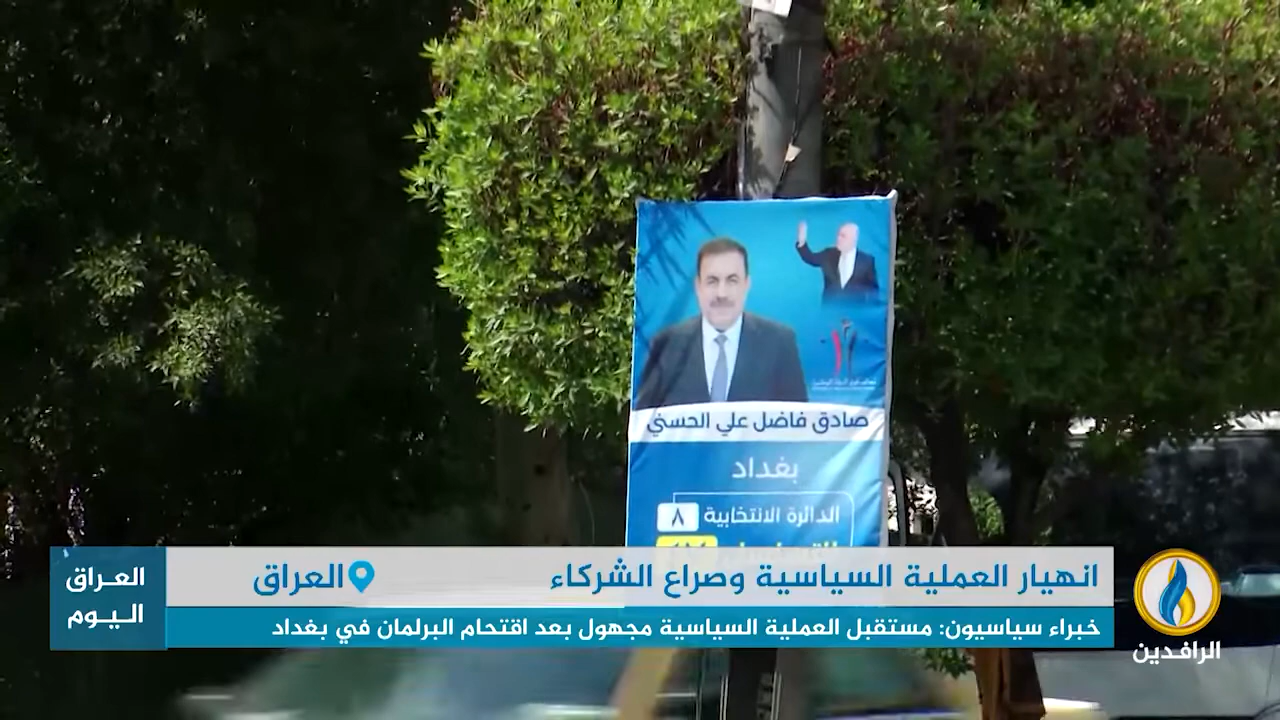 صادق فاضل علي الحسني
بغداد
الدائرة الانتخابية ٨
انهيار العملية السياسية وصراع الشركاء
العراق
خبراء سياسيون: مستقبل العملية السياسية مجهول بعد اقتحام البرلمان في بغداد
العراق
اليوم
الرافدين